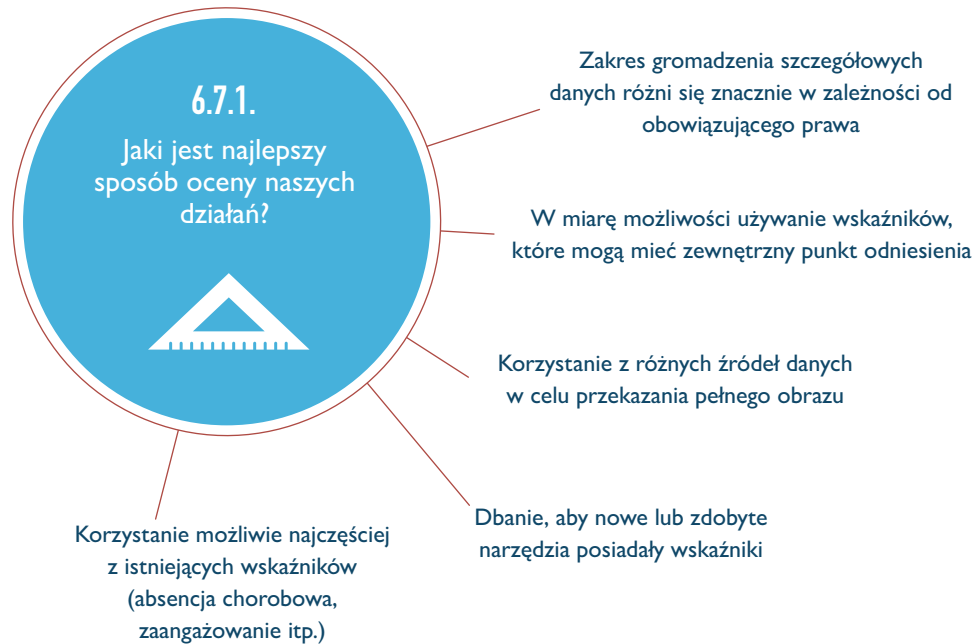 6.7.1.
Jaki jest najlepszy
sposób oceny naszych
działań?
Zakres gromadzenia szczegółowych
danych różni się znacznie w zależności od
obowiązującego prawa
W miarę możliwości używanie wskaźników,
które mogą mieć zewnętrzny punkt odniesienia
Korzystanie z różnych źródeł danych
w celu przekazania pełnego obrazu
Dbanie, aby nowe lub zdobyte
narzędzia posiadały wskaźniki
Korzystanie możliwie najczęściej
z istniejących wskaźników
(absencja chorobowa,
zaangażowanie itp.)